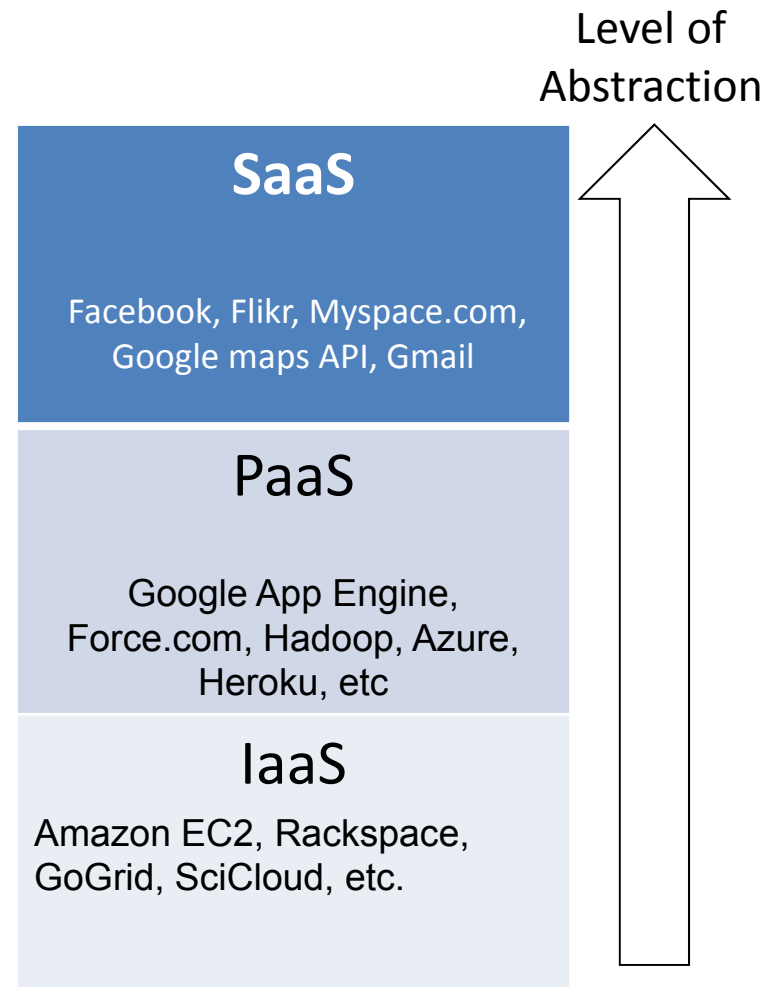 Level of
Abstraction
SaaS
Facebook, Flikr, Myspace.com,
Google maps API, Gmail
PaaS
Google App Engine,
Force.com, Hadoop, Azure,
Heroku, etc
IaaS
Amazon EC2, Rackspace,
GoGrid, SciCloud, etc.